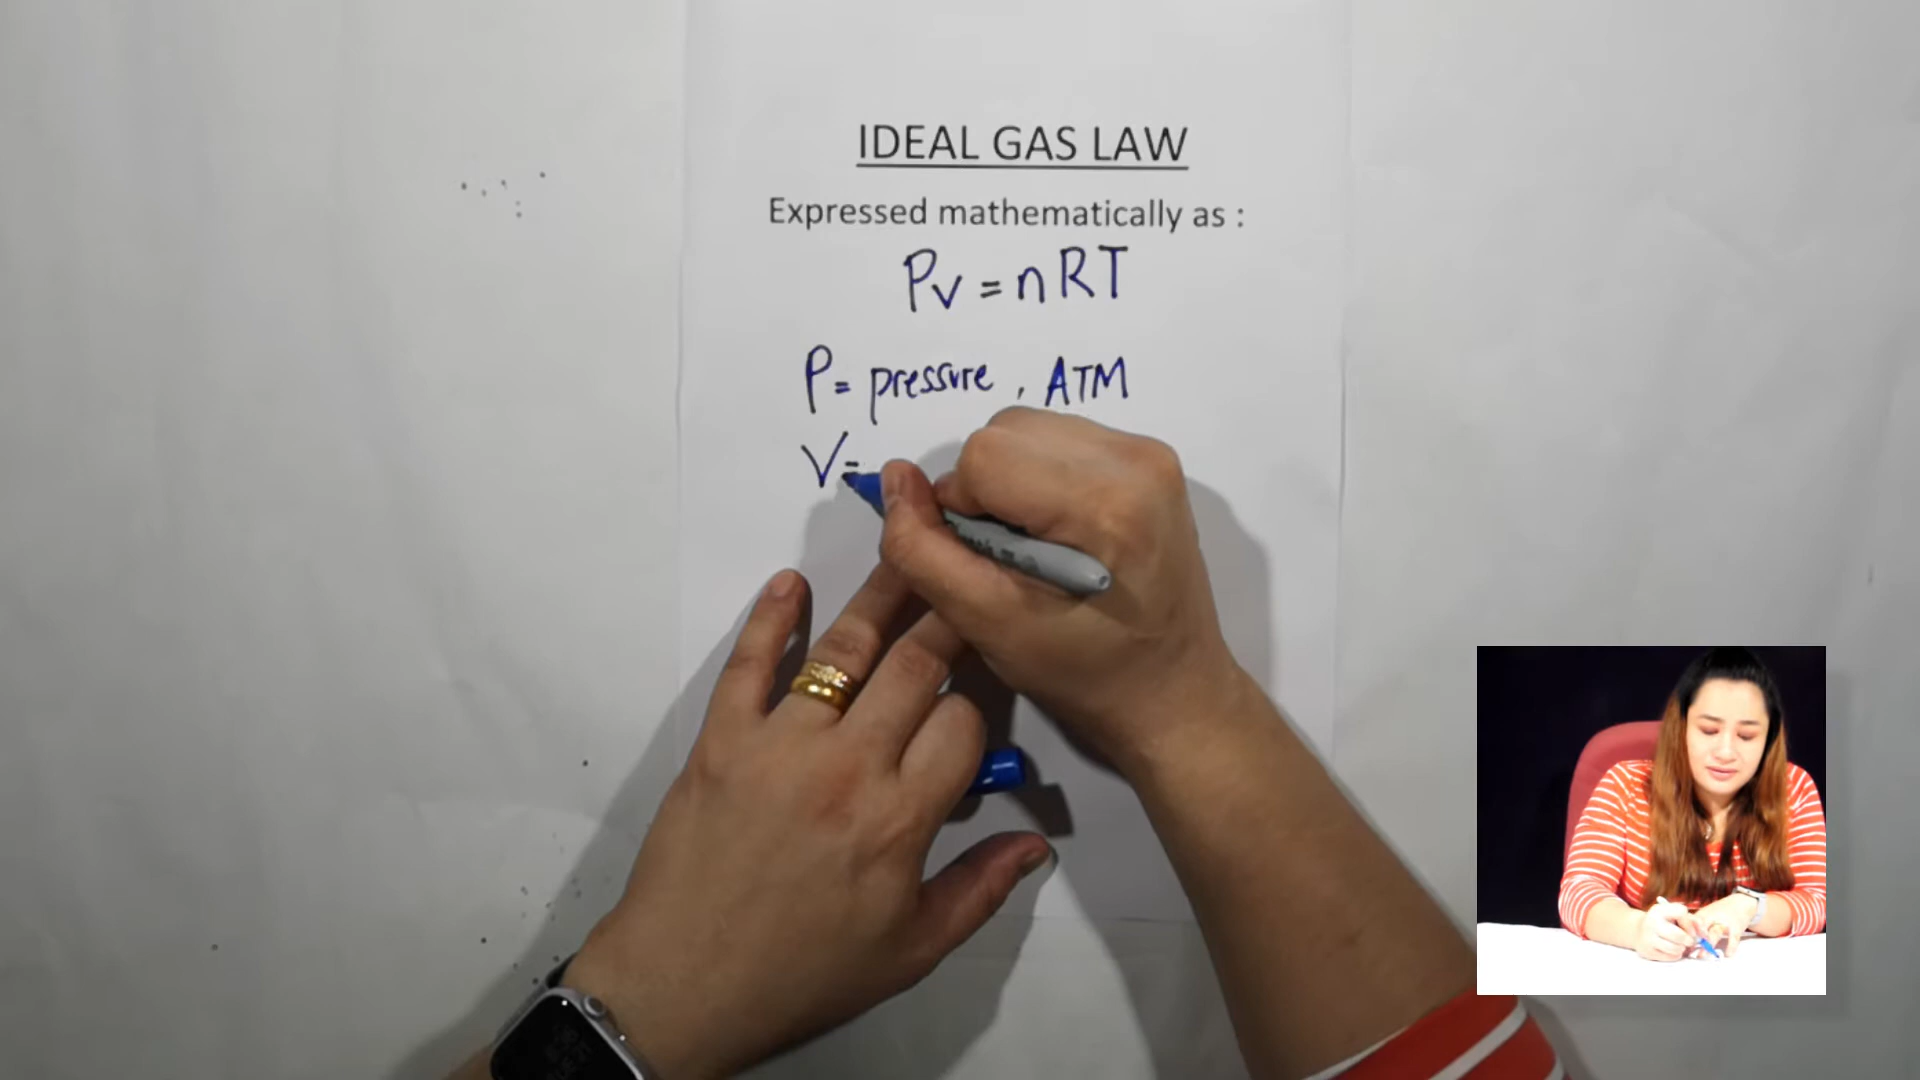 IDEAL GAS LAW
Expressed mathematically as :
PV = nRT
P = pressure , ATM
V =